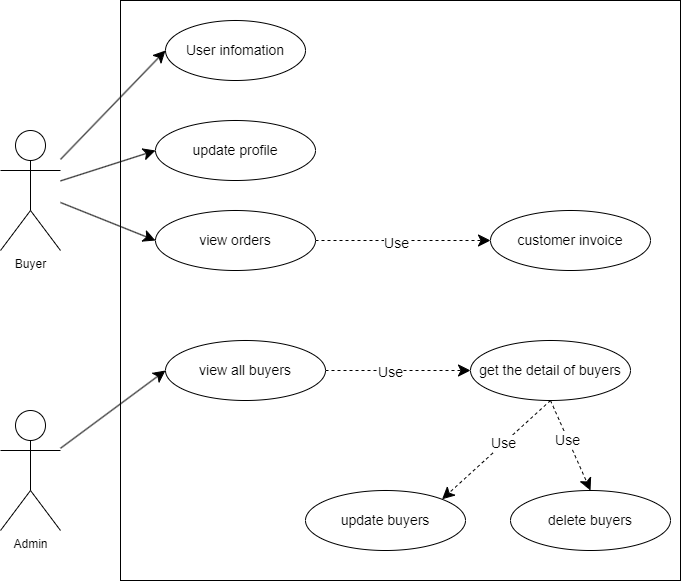 User infomation
update profile
Buyer
view orders
Use
customer invoice
view all buyers
Use
get the detail of buyers
Use
Use
Admin
update buyers
delete buyers